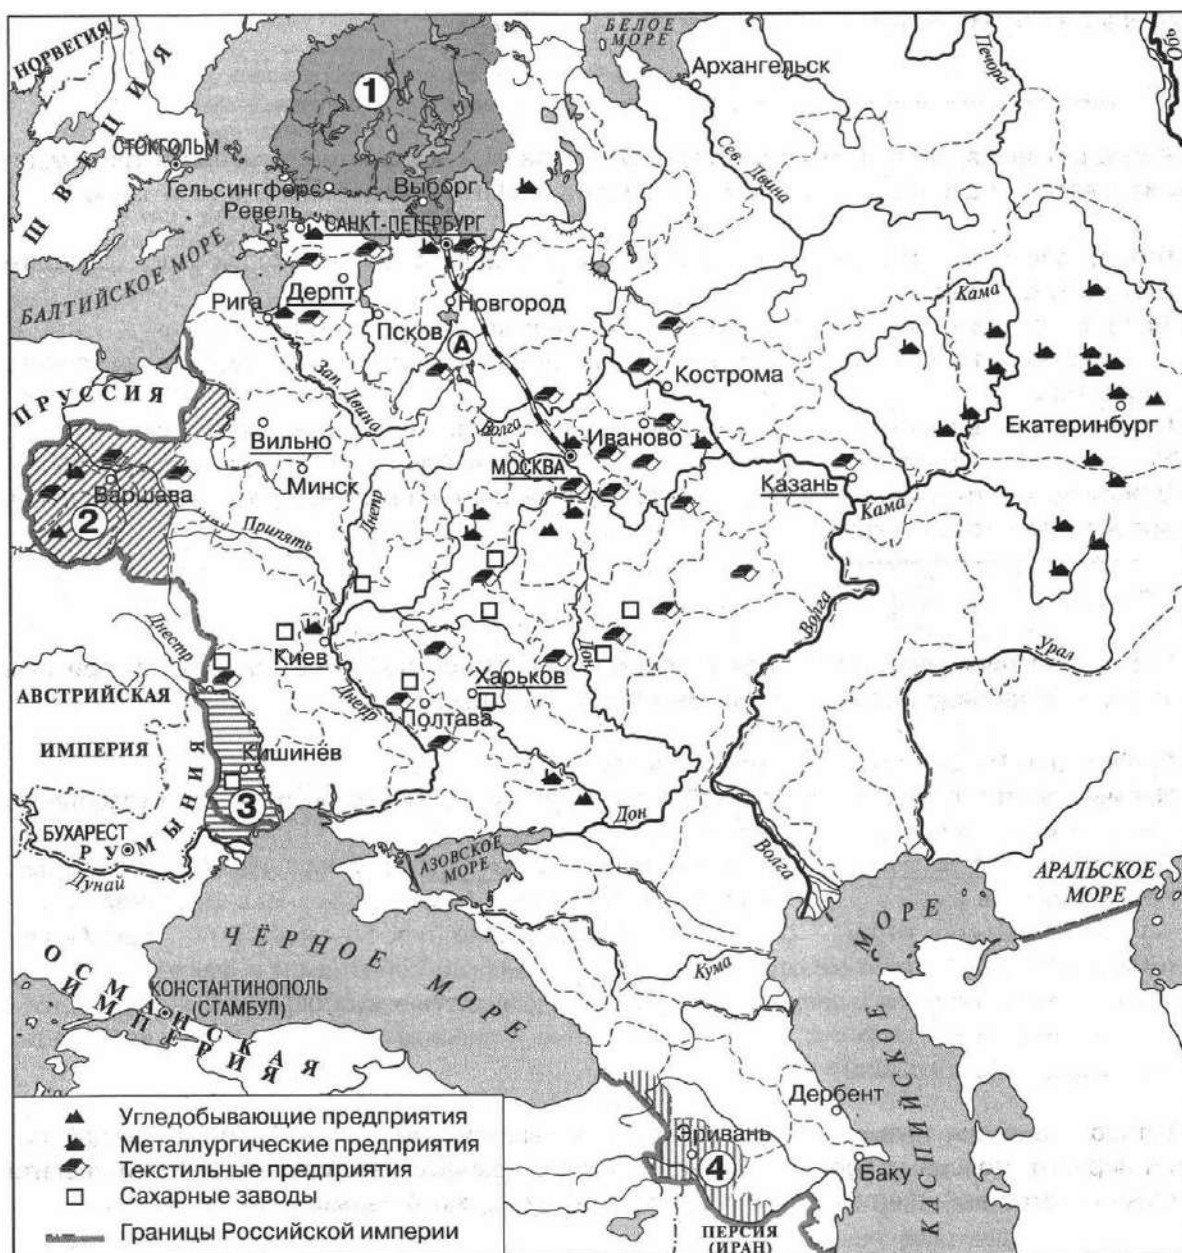 БЕЛОЕ
МОРЕ
НОРВЕГИЯ
Архангельск
Печора
Обь
1
СТОКГОЛЬМ
ШВЕЦИЯ
Сев. Двина
Гельсингфорс
Выборг
Ревель
САНКТ-ПЕТЕРБУРГ
БАЛТИЙСКОЕ МОРЕ
Рига
Дерпт
Новгород
Кама
Псков
А
Зап. Двина
Кострома
ПРУССИЯ
Волга
Екатеринбург
Вильно
Иваново
МОСКВА
Минск
Казань
Варшава
Днепр
Кама
2
Припять
Волга
Днестр
Киев
Дон
Урал
Харьков
АВСТРИЙСКАЯ
ИМПЕРИЯ
Днепр
Полтава
Кишинёв
3
БУХАРЕСТ
РУМЫНИЯ
Дунай
Дон
АЗОВСКОЕ
МОРЕ
Волга
АРАЛЬСКОЕ
МОРЕ
ЧЁРНОЕ МОРЕ
Кума
КАСПИЙСКОЕ МОРЕ
ОСМАНСКАЯ
ИМПЕРИЯ
КОНСТАНТИНОПОЛЬ
(СТАМБУЛ)
Дербент
Эривань
4
Баку
ПЕРСИЯ
(ИРАН)
Угледобывающие предприятия
Металлургические предприятия
Текстильные предприятия
Сахарные заводы
Границы Российской империи